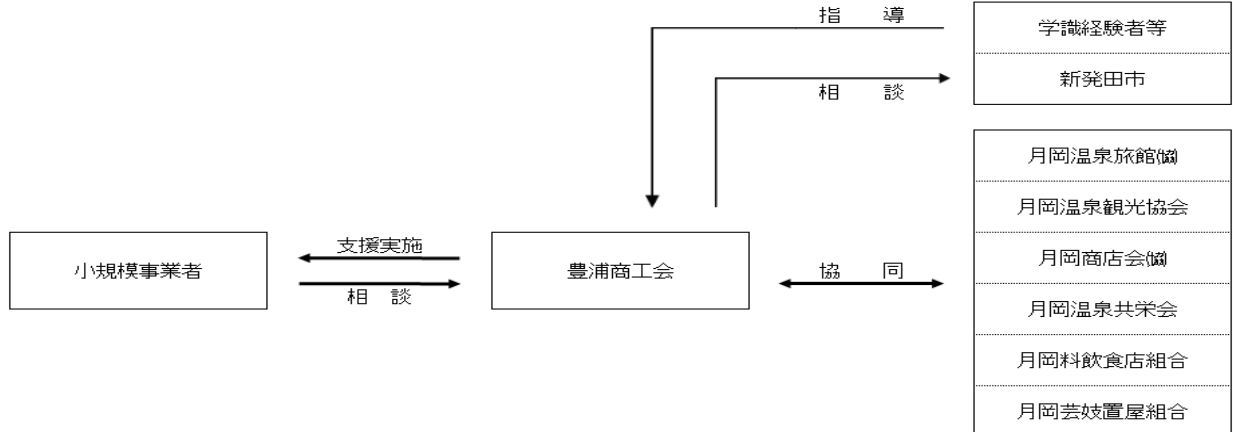 指 導
学識経験者等
相 談
新発田市
月岡温泉旅館㈿
月岡温泉観光協会
月岡商店会㈿
月岡温泉共栄会
月岡料飲食店組合
月岡芸妓置屋組合
小規模事業者
支援実施
相 談
豊浦商工会
協 同